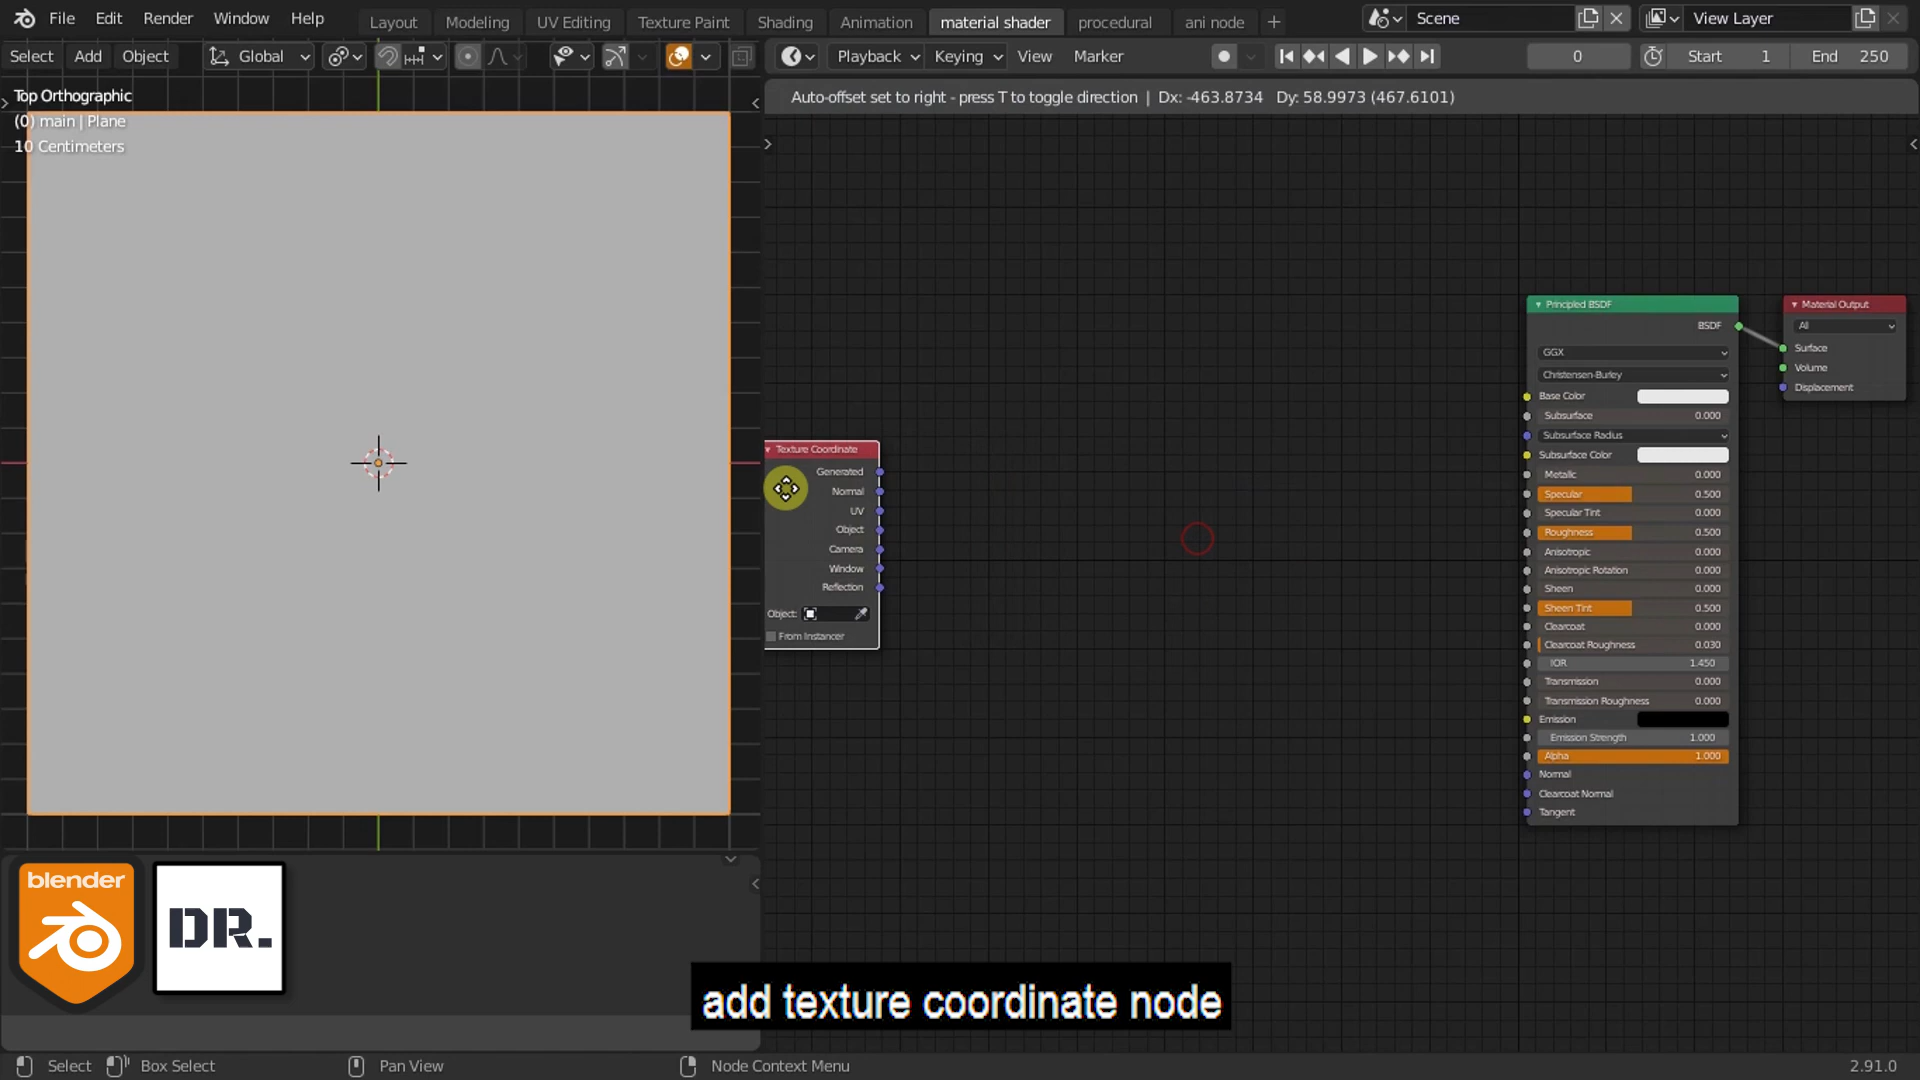 File Edit Render Window Help Layout Modeling UV Editing Texture Paint Shading Animation material shader procedural ani node Scene View Layer
Select Add Object Global Playback Keying View Marker 0 Start 1 End 250
Top Orthographic
(0) main | Plane
10 Centimeters
Auto-offset set to right - press T to toggle direction | Dx: -463.8734 Dy: 58.9973 (467.6101)
Texture Coordinate
Generated
Normal
UV
Object
Camera
Window
Reflection
Object:
From Instancer
Principled BSDF
BSDF
GGX
Christensen-Burley
Base Color
Subsurface 0.000
Subsurface Radius
Subsurface Color
Metallic 0.000
Specular 0.500
Specular Tint 0.000
Roughness 0.500
Anisotropic 0.000
Anisotropic Rotation 0.000
Sheen 0.000
Sheen Tint 0.500
Clearcoat 0.000
Clearcoat Roughness 0.030
IOR 1.450
Transmission 0.000
Transmission Roughness 0.000
Emission
Emission Strength 1.000
Alpha 1.000
Normal
Clearcoat Normal
Tangent
Material Output
All
Surface
Volume
Displacement
blender
DR.
add texture coordinate node
Select Box Select Pan View Node Context Menu 2.91.0